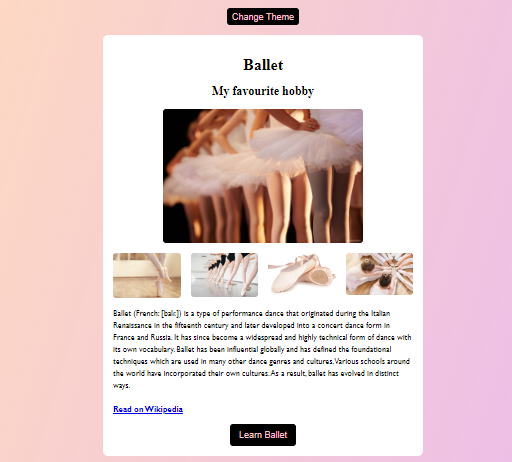 Change Theme
Ballet
My favourite hobby
Ballet (French: [balɛ]) is a type of performance dance that originated during the Italian
Renaissance in the fifteenth century and later developed into a concert dance form in
France and Russia. It has since become a widespread and highly technical form of dance with
its own vocabulary. Ballet has been influential globally and has defined the foundational
techniques which are used in many other dance genres and cultures. Various schools around
the world have incorporated their own cultures. As a result, ballet has evolved in distinct
ways.
Read on Wikipedia
Learn Ballet